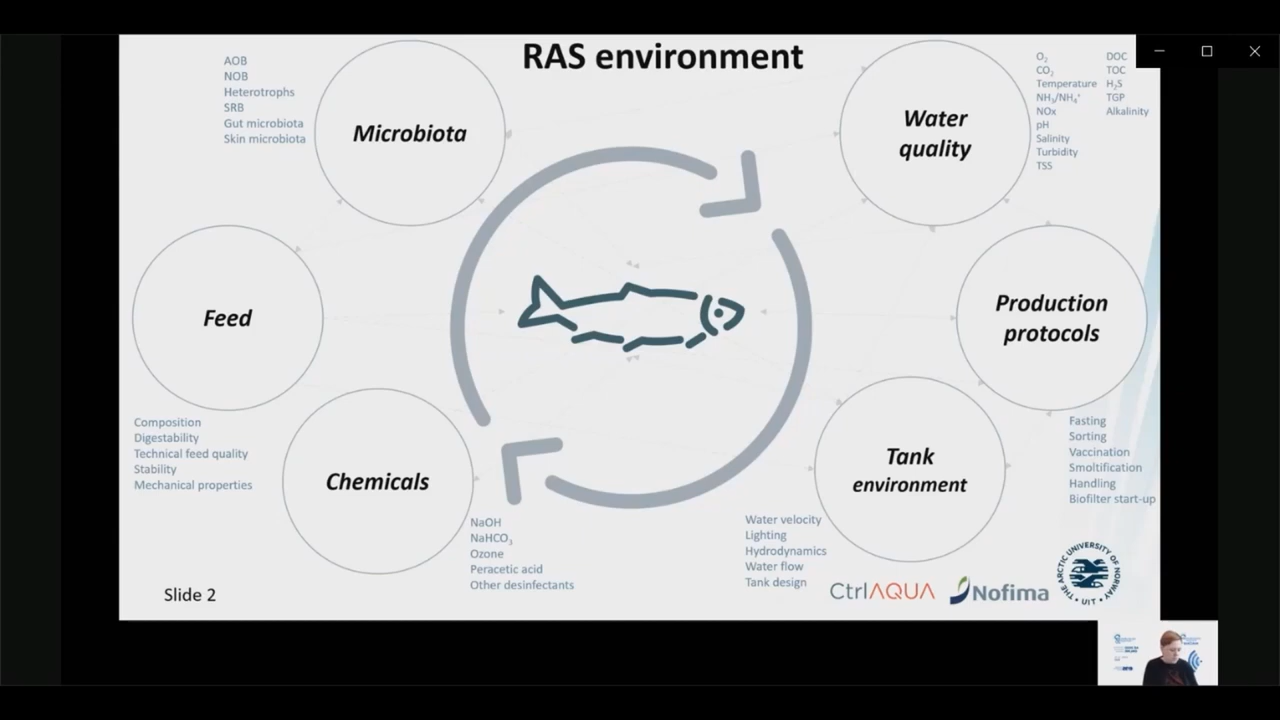 RAS environment
AOB
NOB
Heterotrophs
SRB
Gut microbiota
Skin microbiota
Microbiota
Water
quality
O₂
CO₂
Temperature
NH₃/NH₄⁺
NOx
pH
Salinity
Turbidity
TSS
DOC
TOC
H₂S
TGP
Alkalinity
Feed
Composition
Digestability
Technical feed quality
Stability
Mechanical properties
Production
protocols
Fasting
Sorting
Vaccination
Smoltification
Handling
Biofilter start-up
Chemicals
NaOH
NaHCO₃
Ozone
Peracetic acid
Other desinfectants
Tank
environment
Water velocity
Lighting
Hydrodynamics
Water flow
Tank design
Slide 2
CtrlAQUA
Nofima
THE ARCTIC UNIVERSITY OF NORWAY
UiT